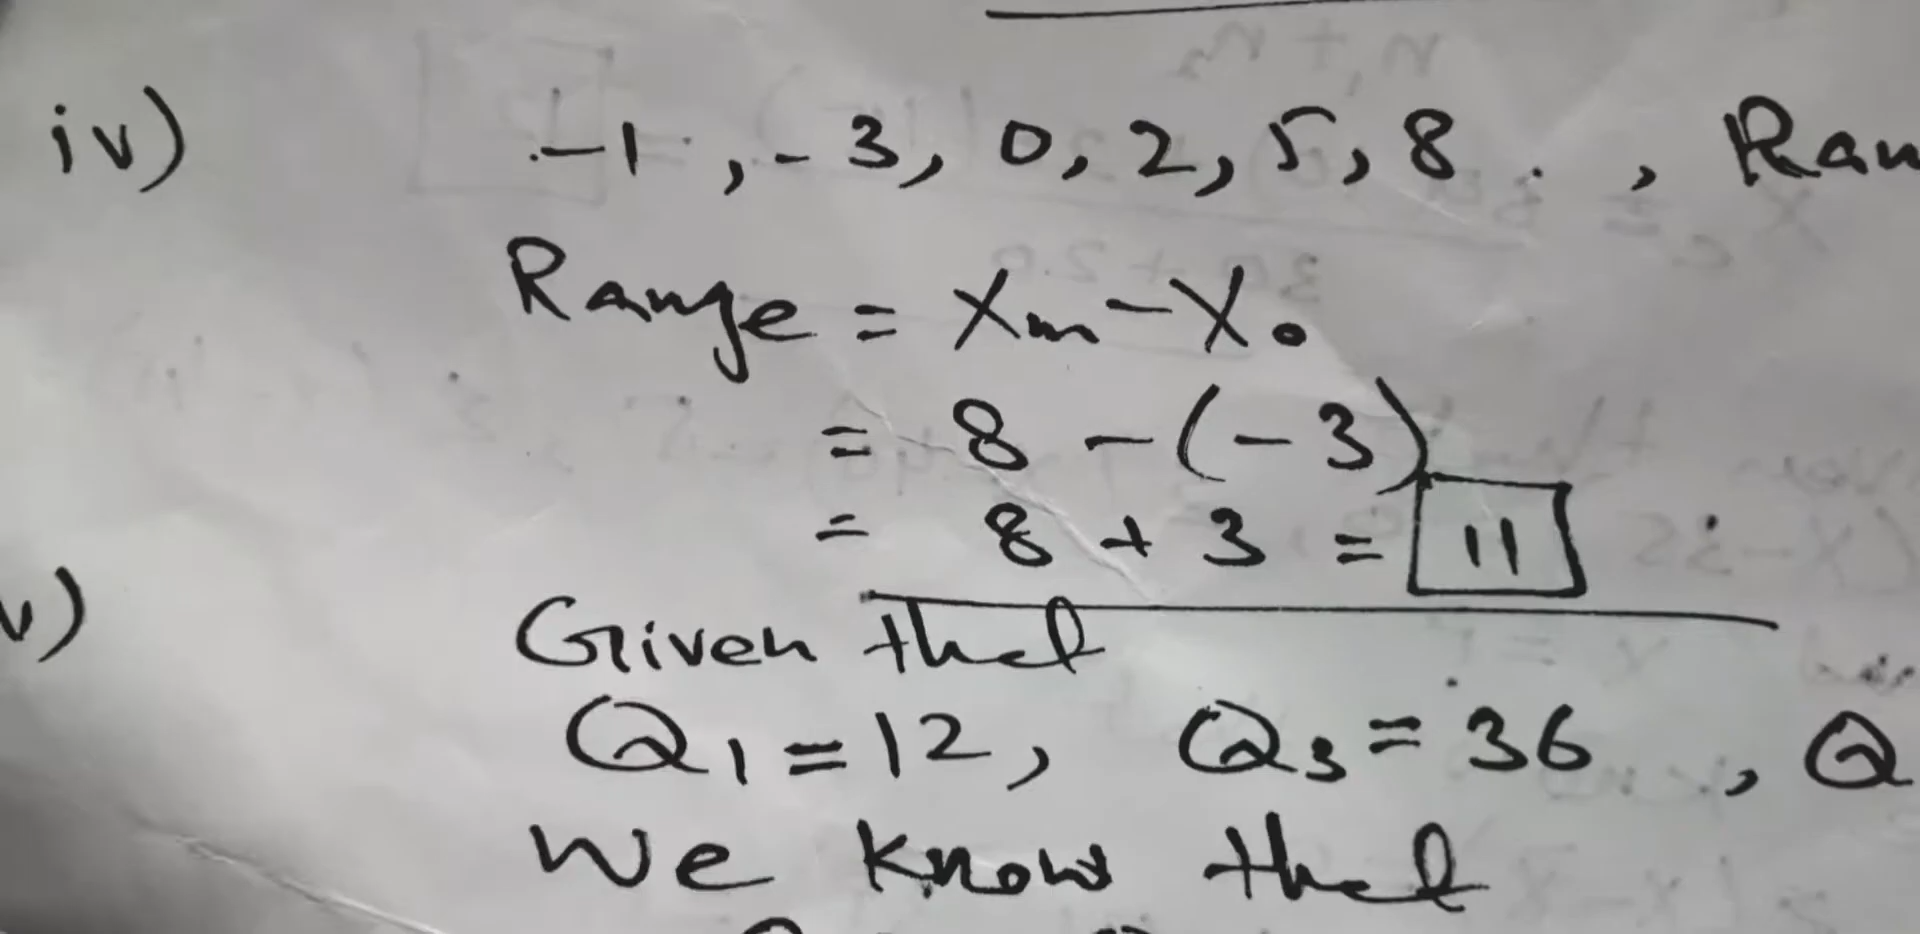 iv) -1, -3, 0, 2, 5, 8 . , Ran
Range = Xm - X₀
= 8 - (-3)
= 8 + 3 = 11
v) Given that
Q₁ = 12, Q₃ = 36 , Q
We know that